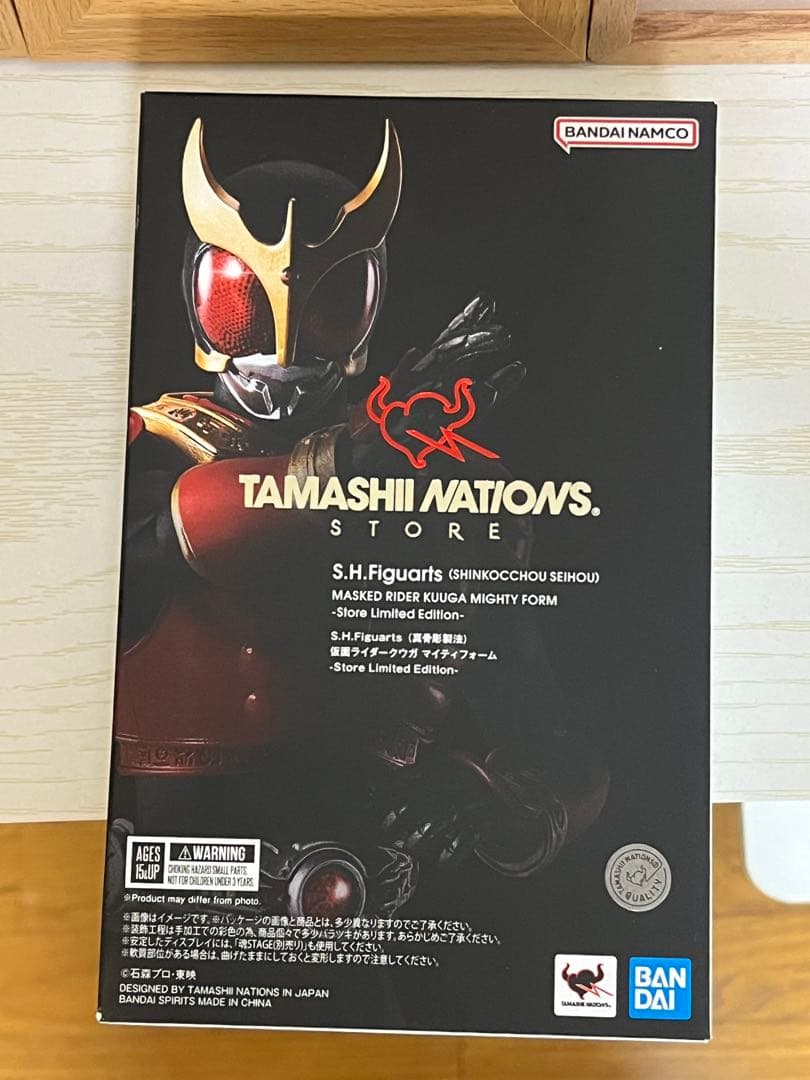 BANDAI NAMCO
TAMASHII NATIONS®
STORE
S.H.Figuarts (SHINKOCCHOU SEIHOU)
MASKED RIDER KUUGA MIGHTY FORM
-Store Limited Edition-
S.H.Figuarts（真骨彫製法）
仮面ライダークウガ マイティフォーム
-Store Limited Edition-
AGES
15&UP
⚠WARNING
CHOKING HAZARD SMALL PARTS.
NOT FOR CHILDREN UNDER 3 YEARS.
※Product may differ from photo.
※画像はイメージです。※パッケージの画像と商品とは、多少異なりますのでご了承ください。
※装飾工程は手加工での彩色の為、商品個々で多少バラツキがあります。あらかじめご了承ください。
※安定したディスプレイには、「魂STAGE(別売り)」も使用してください。
※軟質部位がある場合は、曲げたままにしておくと変形しますので注意してください。
©石森プロ・東映
DESIGNED BY TAMASHII NATIONS IN JAPAN
BANDAI SPIRITS MADE IN CHINA
TAMASHII NATIONS
QUALITY
TAMASHII NATIONS®
BAN
DAI